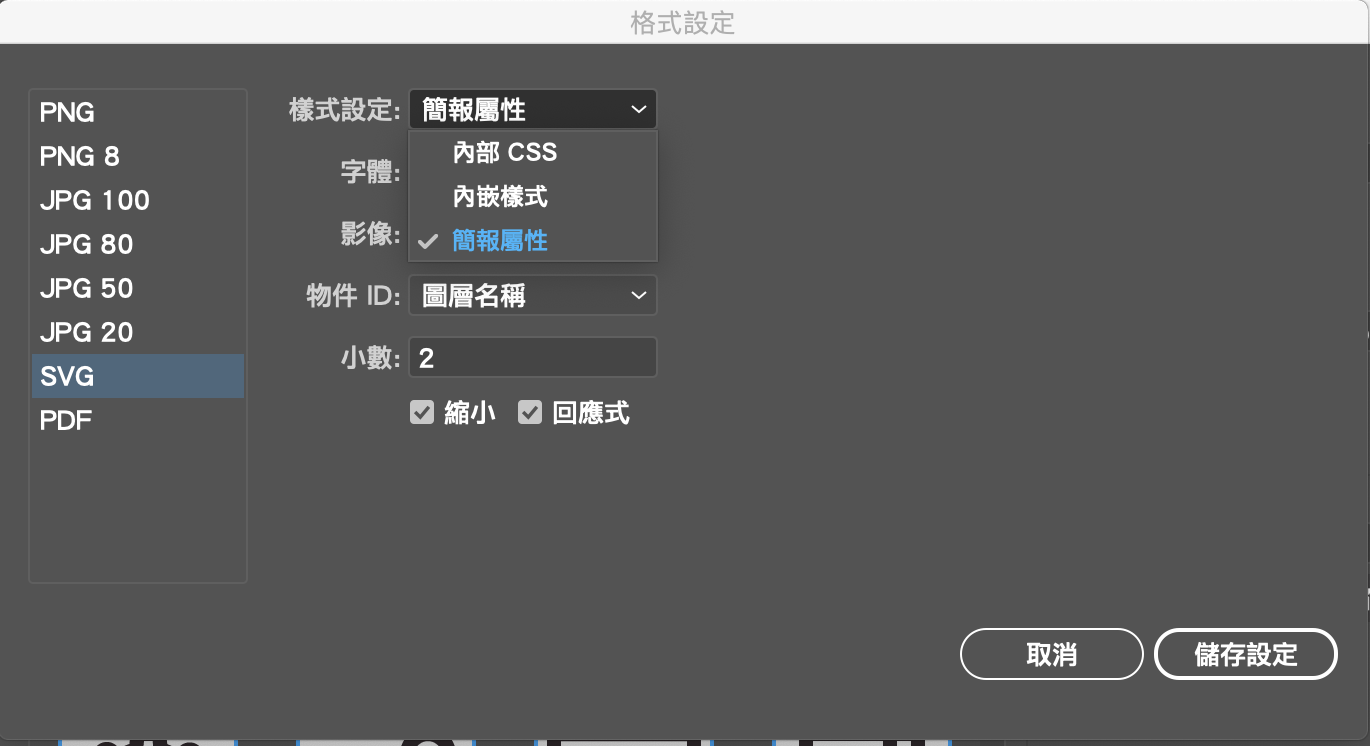 格式設定
PNG
PNG 8
JPG 100
JPG 80
JPG 50
JPG 20
SVG
PDF
樣式設定: 簡報屬性
內部 CSS
內嵌樣式
簡報屬性
字體:
影像:
物件 ID: 圖層名稱
小數: 2
縮小 回應式
取消 儲存設定